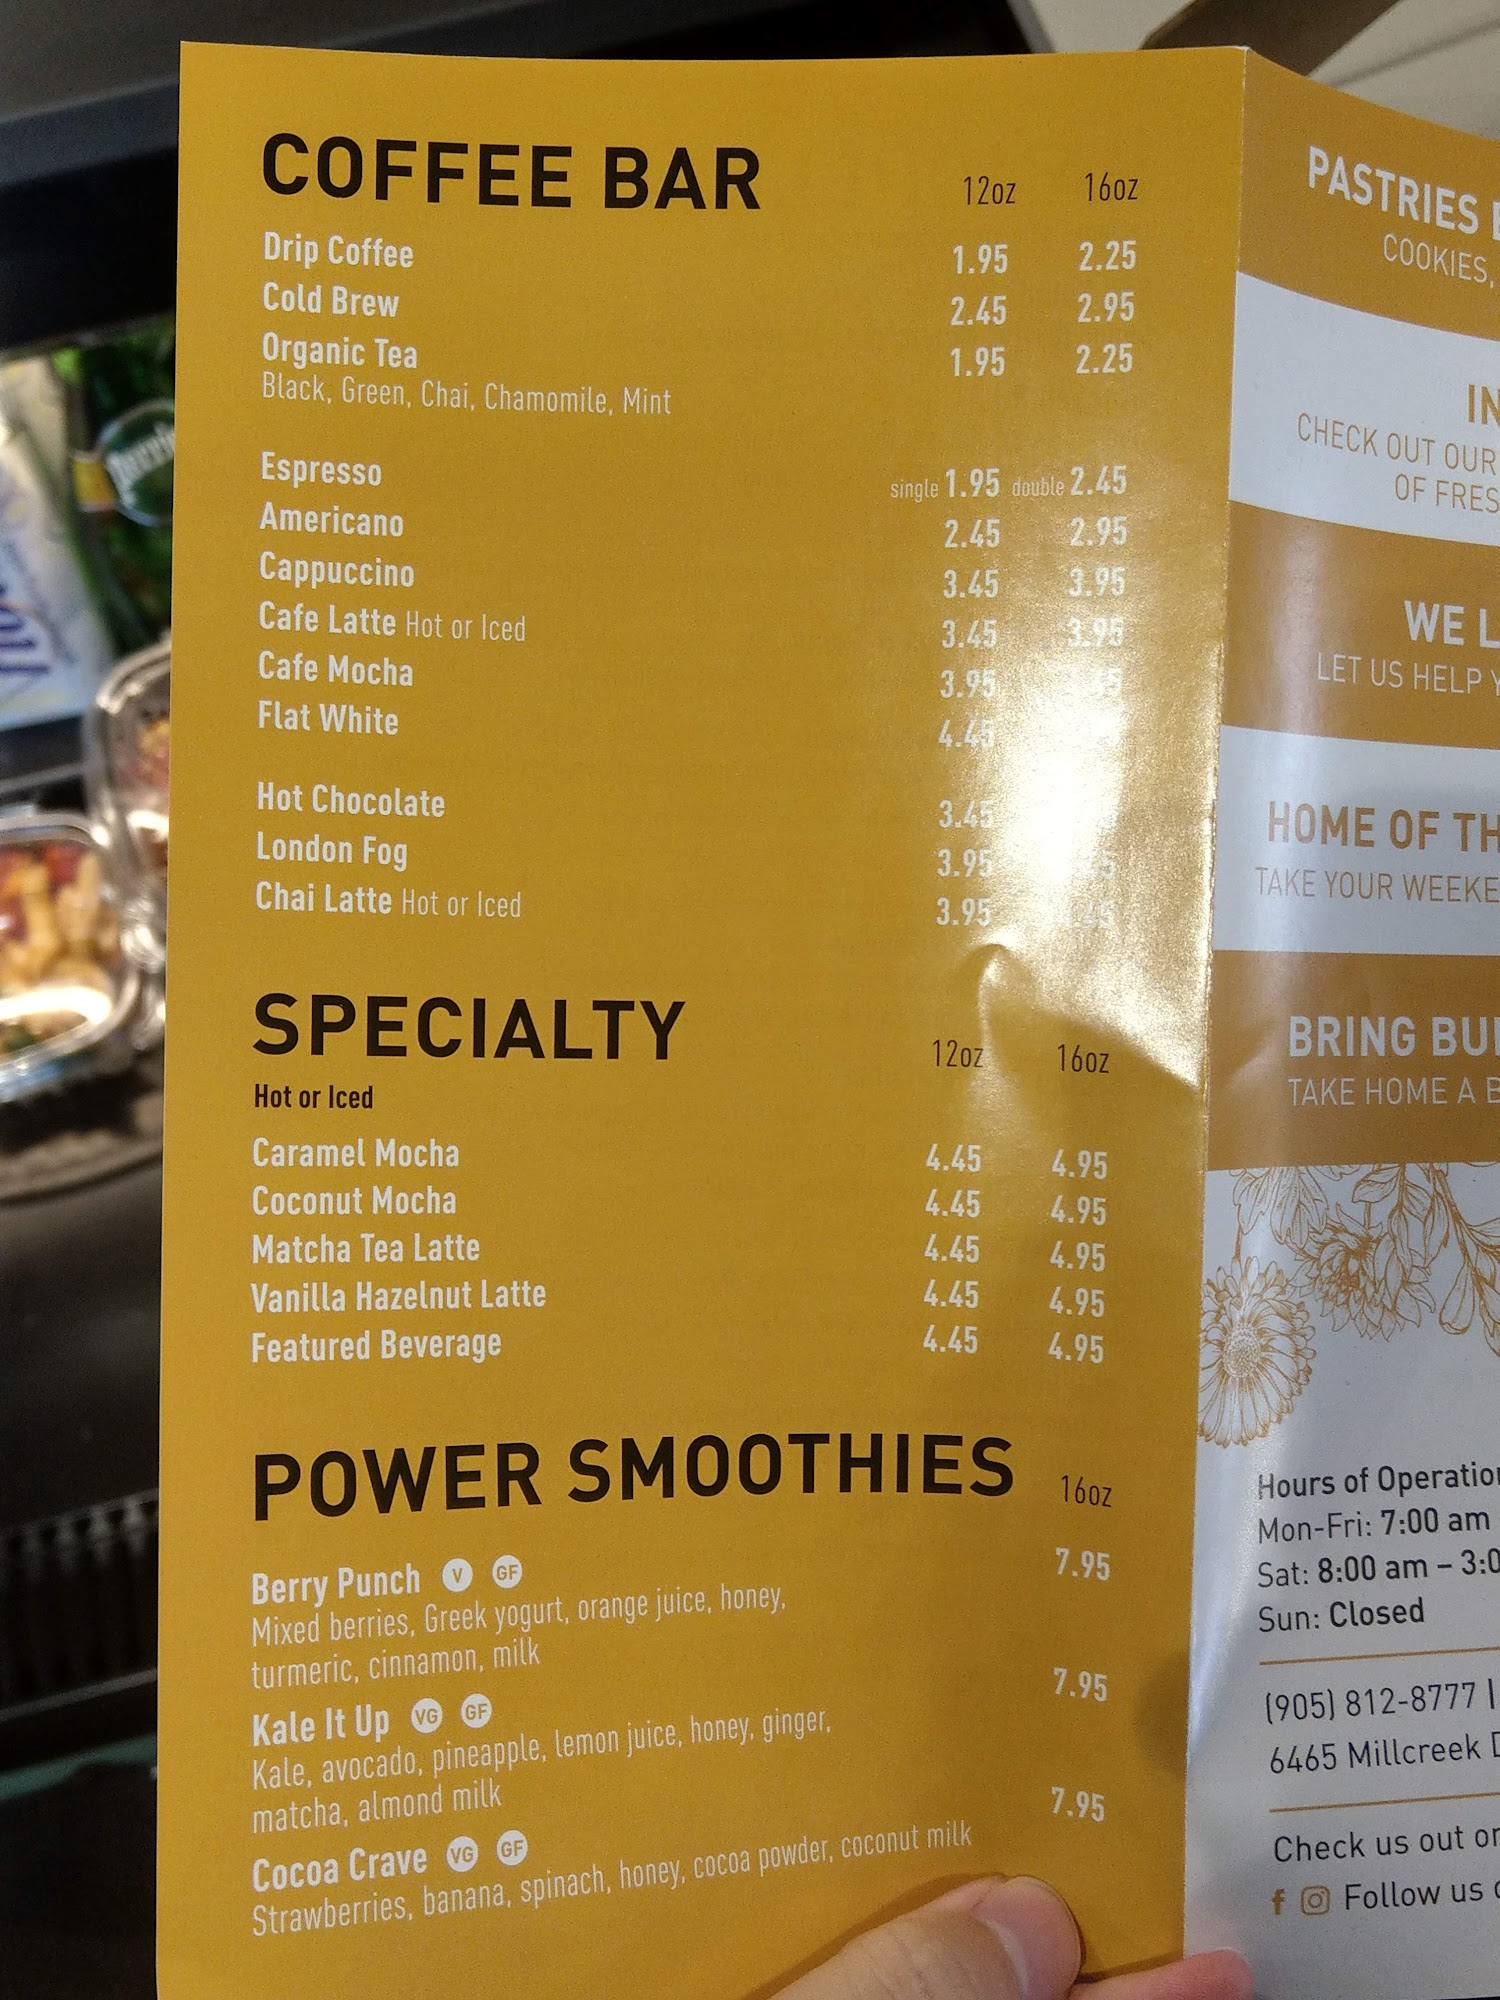 COFFEE BAR 12oz 16oz
Drip Coffee 1.95 2.25
Cold Brew 2.45 2.95
Organic Tea 1.95 2.25
Black, Green, Chai, Chamomile, Mint
Espresso single 1.95 double 2.45
Americano 2.45 2.95
Cappuccino 3.45 3.95
Cafe Latte Hot or Iced 3.45 3.95
Cafe Mocha 3.95
Flat White 4.45
Hot Chocolate 3.45
London Fog 3.95
Chai Latte Hot or Iced 3.95
SPECIALTY 12oz 16oz
Hot or Iced
Caramel Mocha 4.45 4.95
Coconut Mocha 4.45 4.95
Matcha Tea Latte 4.45 4.95
Vanilla Hazelnut Latte 4.45 4.95
Featured Beverage 4.45 4.95
POWER SMOOTHIES 16oz
Berry Punch V GF 7.95
Mixed berries, Greek yogurt, orange juice, honey,
turmeric, cinnamon, milk
Kale It Up VG GF 7.95
Kale, avocado, pineapple, lemon juice, honey, ginger,
matcha, almond milk
Cocoa Crave VG GF 7.95
Strawberries, banana, spinach, honey, cocoa powder, coconut milk
PASTRIES
COOKIES,
CHECK OUT OUR
OF
WE
LET US HELP
HOME OF
TAKE YOUR
BRING
TAKE HOME A
Hours of
Mon-Fri: 7:00 am
Sat: 8:00 am –
Sun: Closed
(905) 812-8777 |
6465 Millcreek
Check us out
f Follow us
perrier